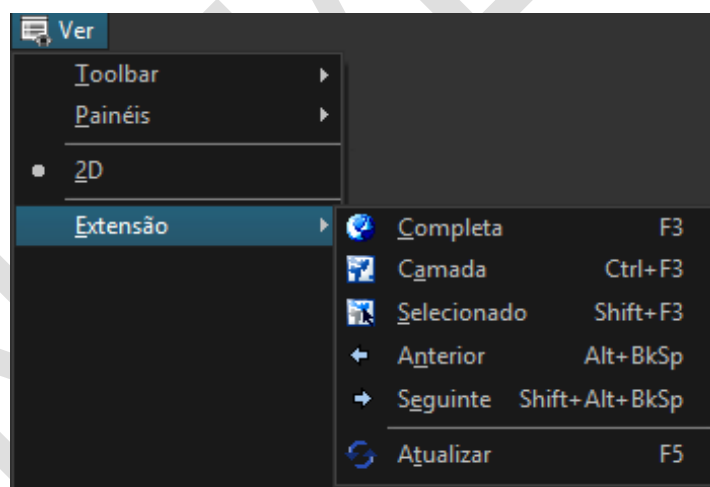 Ver
Toolbar
Painéis
2D
Extensão
Completa F3
Camada Ctrl+F3
Selecionado Shift+F3
Anterior Alt+BkSp
Seguinte Shift+Alt+BkSp
Atualizar F5